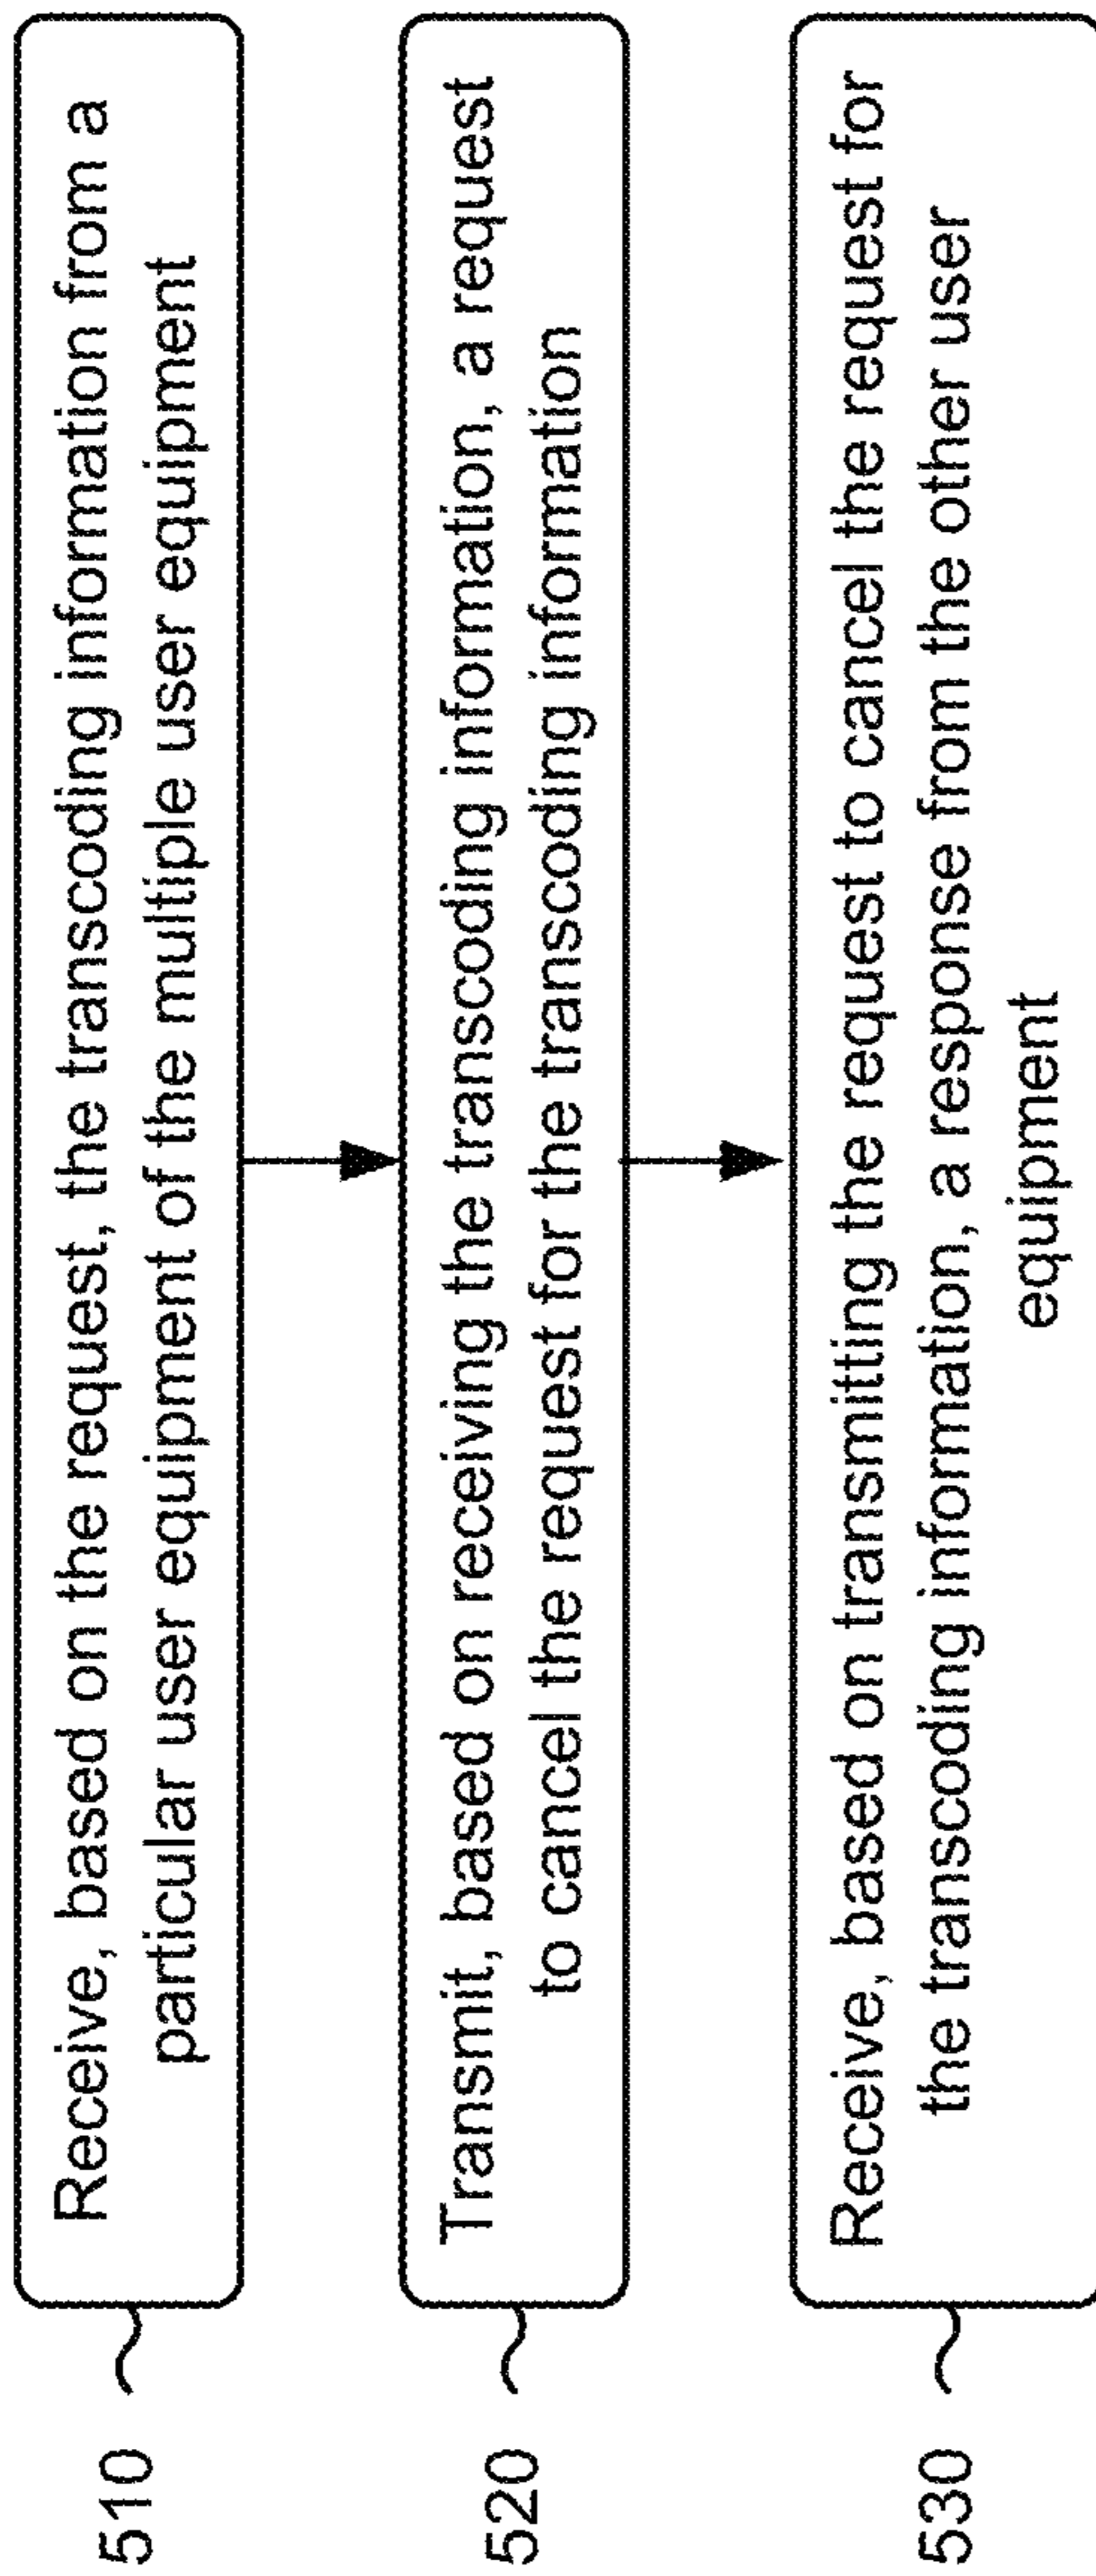 510
Receive, based on the request, the transcoding information from a
particular user equipment of the multiple user equipment
520
Transmit, based on receiving the transcoding information, a request
to cancel the request for the transcoding information
530
Receive, based on transmitting the request to cancel the request for
the transcoding information, a response from the other user
equipment